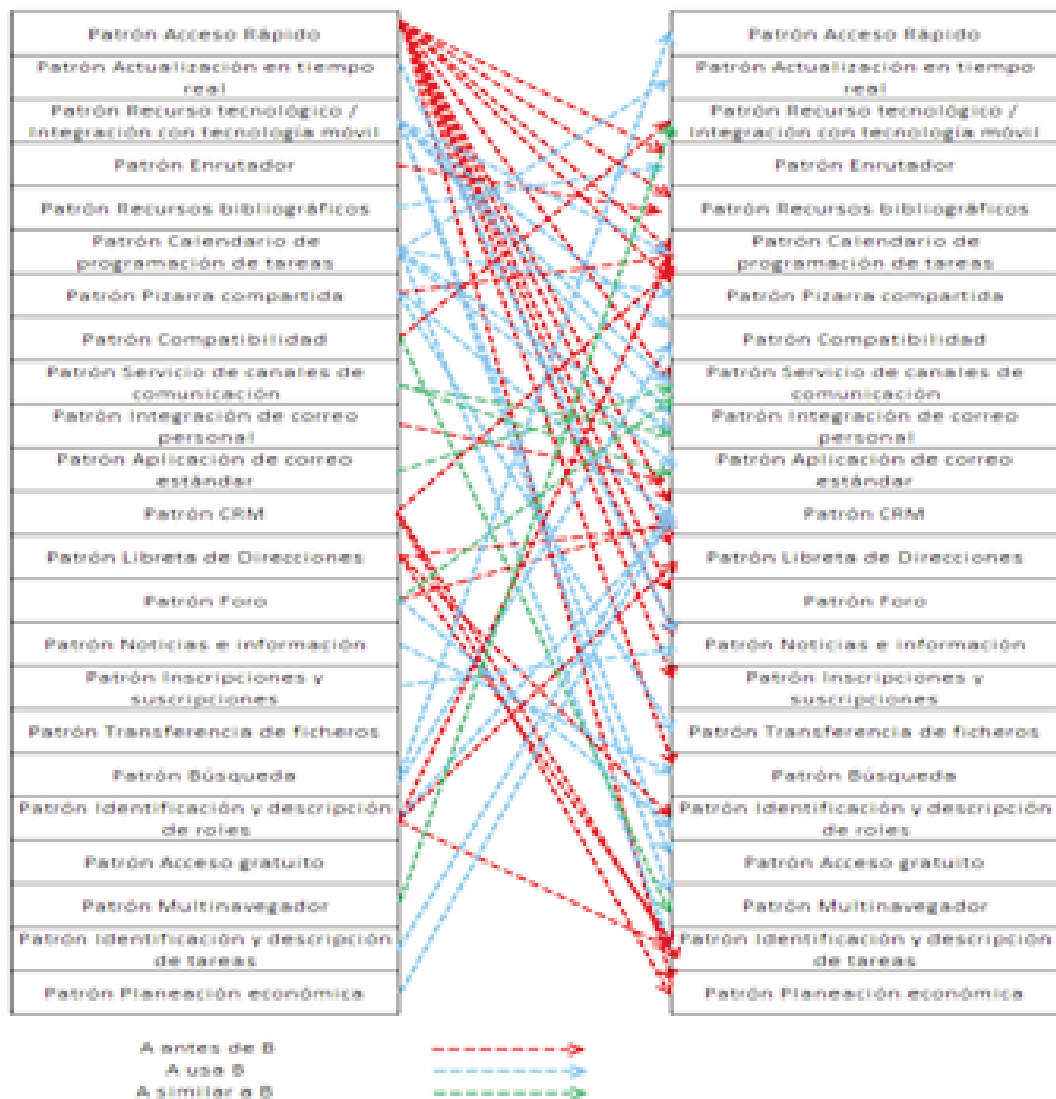 Patrón Acceso Rápido
Patrón Actualización en tiempo
real
Patrón Recurso tecnológico /
Integración con tecnología móvil
Patrón Enrutador
Patrón Recursos bibliográficos
Patrón Calendario de
programación de tareas
Patrón Pizarra compartida
Patrón Compatibilidad
Patrón Servicio de canales de
comunicación
Patrón Integración de correo
personal
Patrón Aplicación de correo
estándar
Patrón CRM
Patrón Libreta de Direcciones
Patrón Foro
Patrón Noticias e información
Patrón Inscripciones y
suscripciones
Patrón Transferencia de ficheros
Patrón Búsqueda
Patrón Identificación y descripción
de roles
Patrón Acceso gratuito
Patrón Multinavegador
Patrón Identificación y descripción
de tareas
Patrón Planeación económica
Patrón Acceso Rápido
Patrón Actualización en tiempo
real
Patrón Recurso tecnológico /
Integración con tecnología móvil
Patrón Enrutador
Patrón Recursos bibliográficos
Patrón Calendario de
programación de tareas
Patrón Pizarra compartida
Patrón Compatibilidad
Patrón Servicio de canales de
comunicación
Patrón Integración de correo
personal
Patrón Aplicación de correo
estándar
Patrón CRM
Patrón Libreta de Direcciones
Patrón Foro
Patrón Noticias e información
Patrón Inscripciones y
suscripciones
Patrón Transferencia de ficheros
Patrón Búsqueda
Patrón Identificación y descripción
de roles
Patrón Acceso gratuito
Patrón Multinavegador
Patrón Identificación y descripción
de tareas
Patrón Planeación económica
A antes de B
A usa B
A similar a B